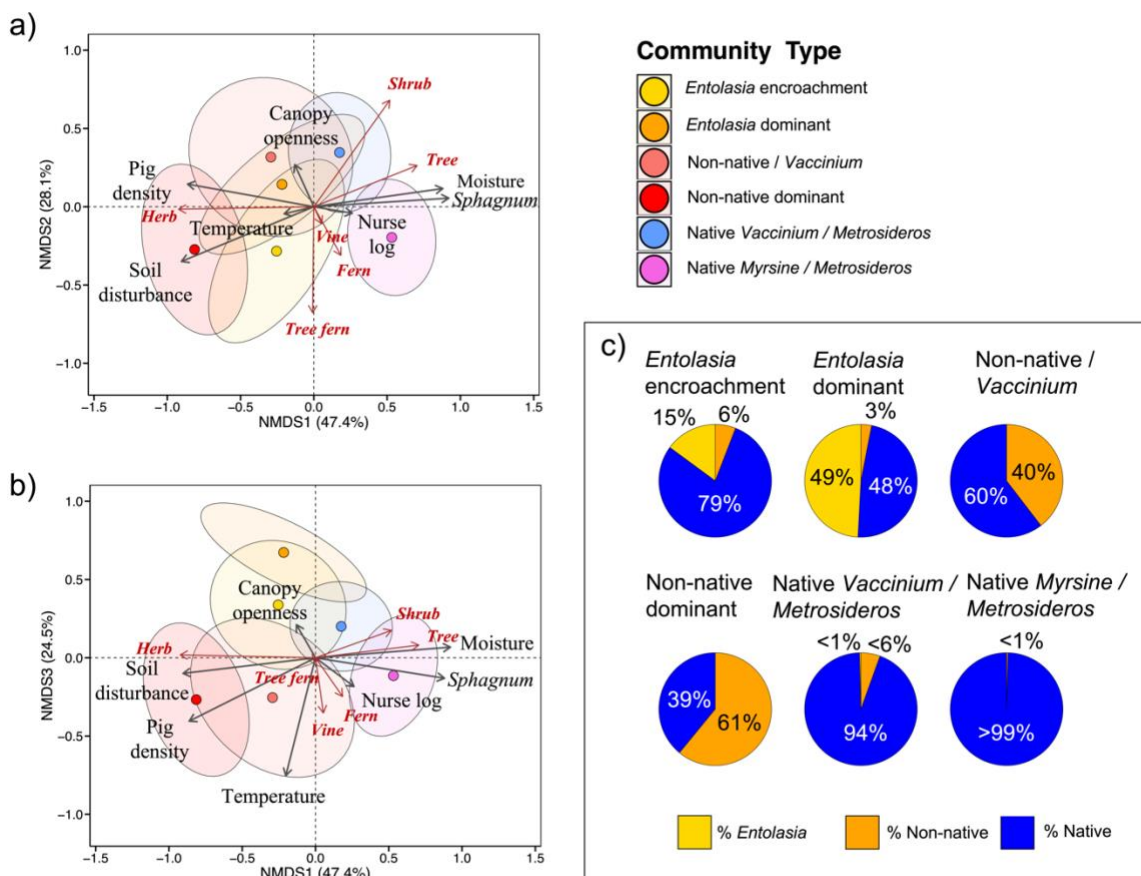 a)
1.0
0.5
0.0
−0.5
−1.0
NMDS2 (28.1%)
Shrub
Canopy
openness
Tree
Pig
density
Moisture
Sphagnum
Herb
Temperature
Nurse
log
Vine
Fern
Soil
disturbance
Tree fern
−1.5
−1.0
−0.5
0.0
0.5
1.0
1.5
NMDS1 (47.4%)
Community Type
Entolasia encroachment
Entolasia dominant
Non-native / Vaccinium
Non-native dominant
Native Vaccinium / Metrosideros
Native Myrsine / Metrosideros
b)
1.0
0.5
0.0
−0.5
−1.0
NMDS3 (24.5%)
Canopy
openness
Shrub
Tree
Moisture
Herb
Soil
disturbance
Tree fern
Sphagnum
Nurse log
Fern
Vine
Pig
density
Temperature
−1.5
−1.0
−0.5
0.0
0.5
1.0
1.5
NMDS1 (47.4%)
c)
Entolasia
encroachment
15%
6%
79%
Entolasia
dominant
3%
49%
48%
Non-native /
Vaccinium
40%
60%
Non-native
dominant
39%
61%
Native Vaccinium /
Metrosideros
<1%
<6%
94%
Native Myrsine /
Metrosideros
<1%
>99%
% Entolasia
% Non-native
% Native